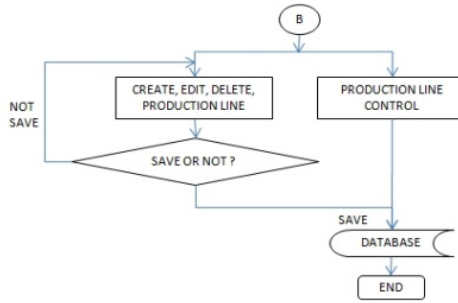 B
CREATE, EDIT, DELETE,
PRODUCTION LINE
PRODUCTION LINE
CONTROL
NOT
SAVE
SAVE OR NOT ?
SAVE
DATABASE
END